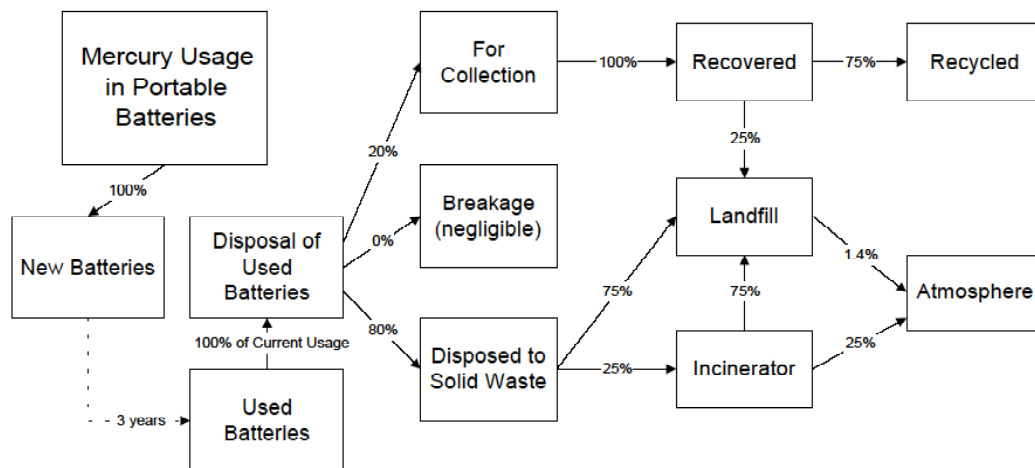 Mercury Usage
in Portable
Batteries
100%
New Batteries
3 years
Used
Batteries
100% of Current Usage
Disposal of
Used
Batteries
20%
0%
80%
For
Collection
Breakage
(negligible)
Disposed to
Solid Waste
100%
75%
25%
Recovered
75%
25%
Recycled
Landfill
75%
1.4%
Incinerator
25%
Atmosphere